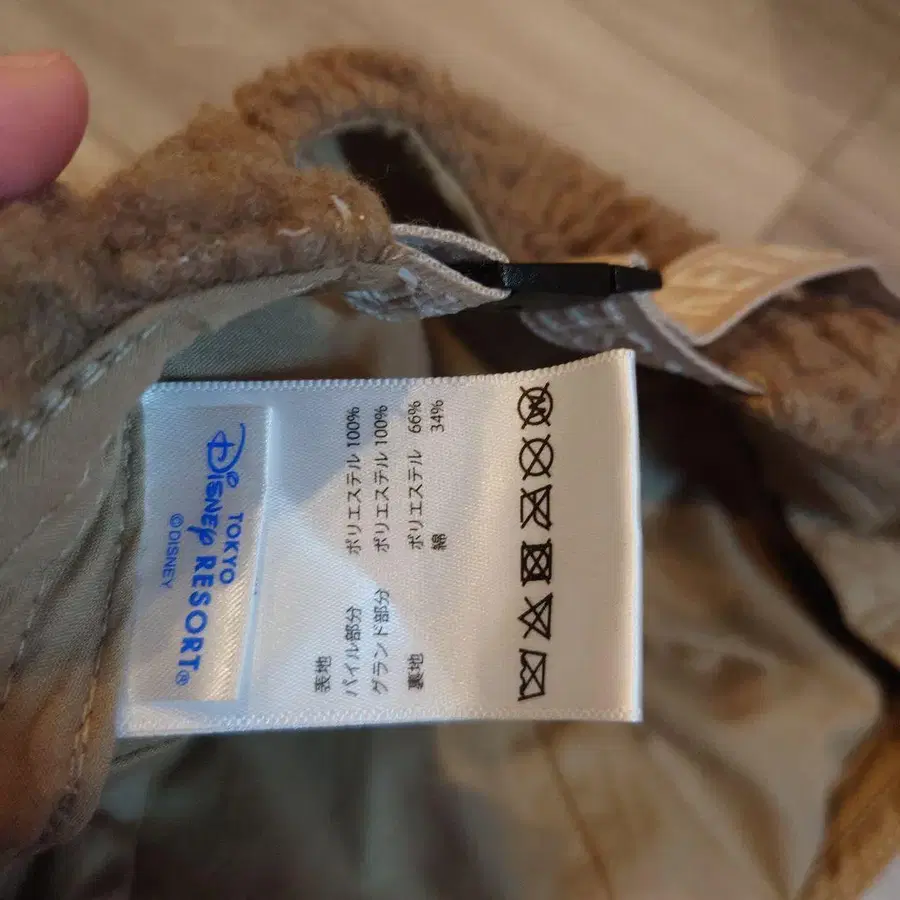 TOKYO
DISNEY RESORT®
©DISNEY
表地
パイル部分 ポリエステル 100%
グランド部分 ポリエステル 100%
裏地 ポリエステル 66%
綿 34%